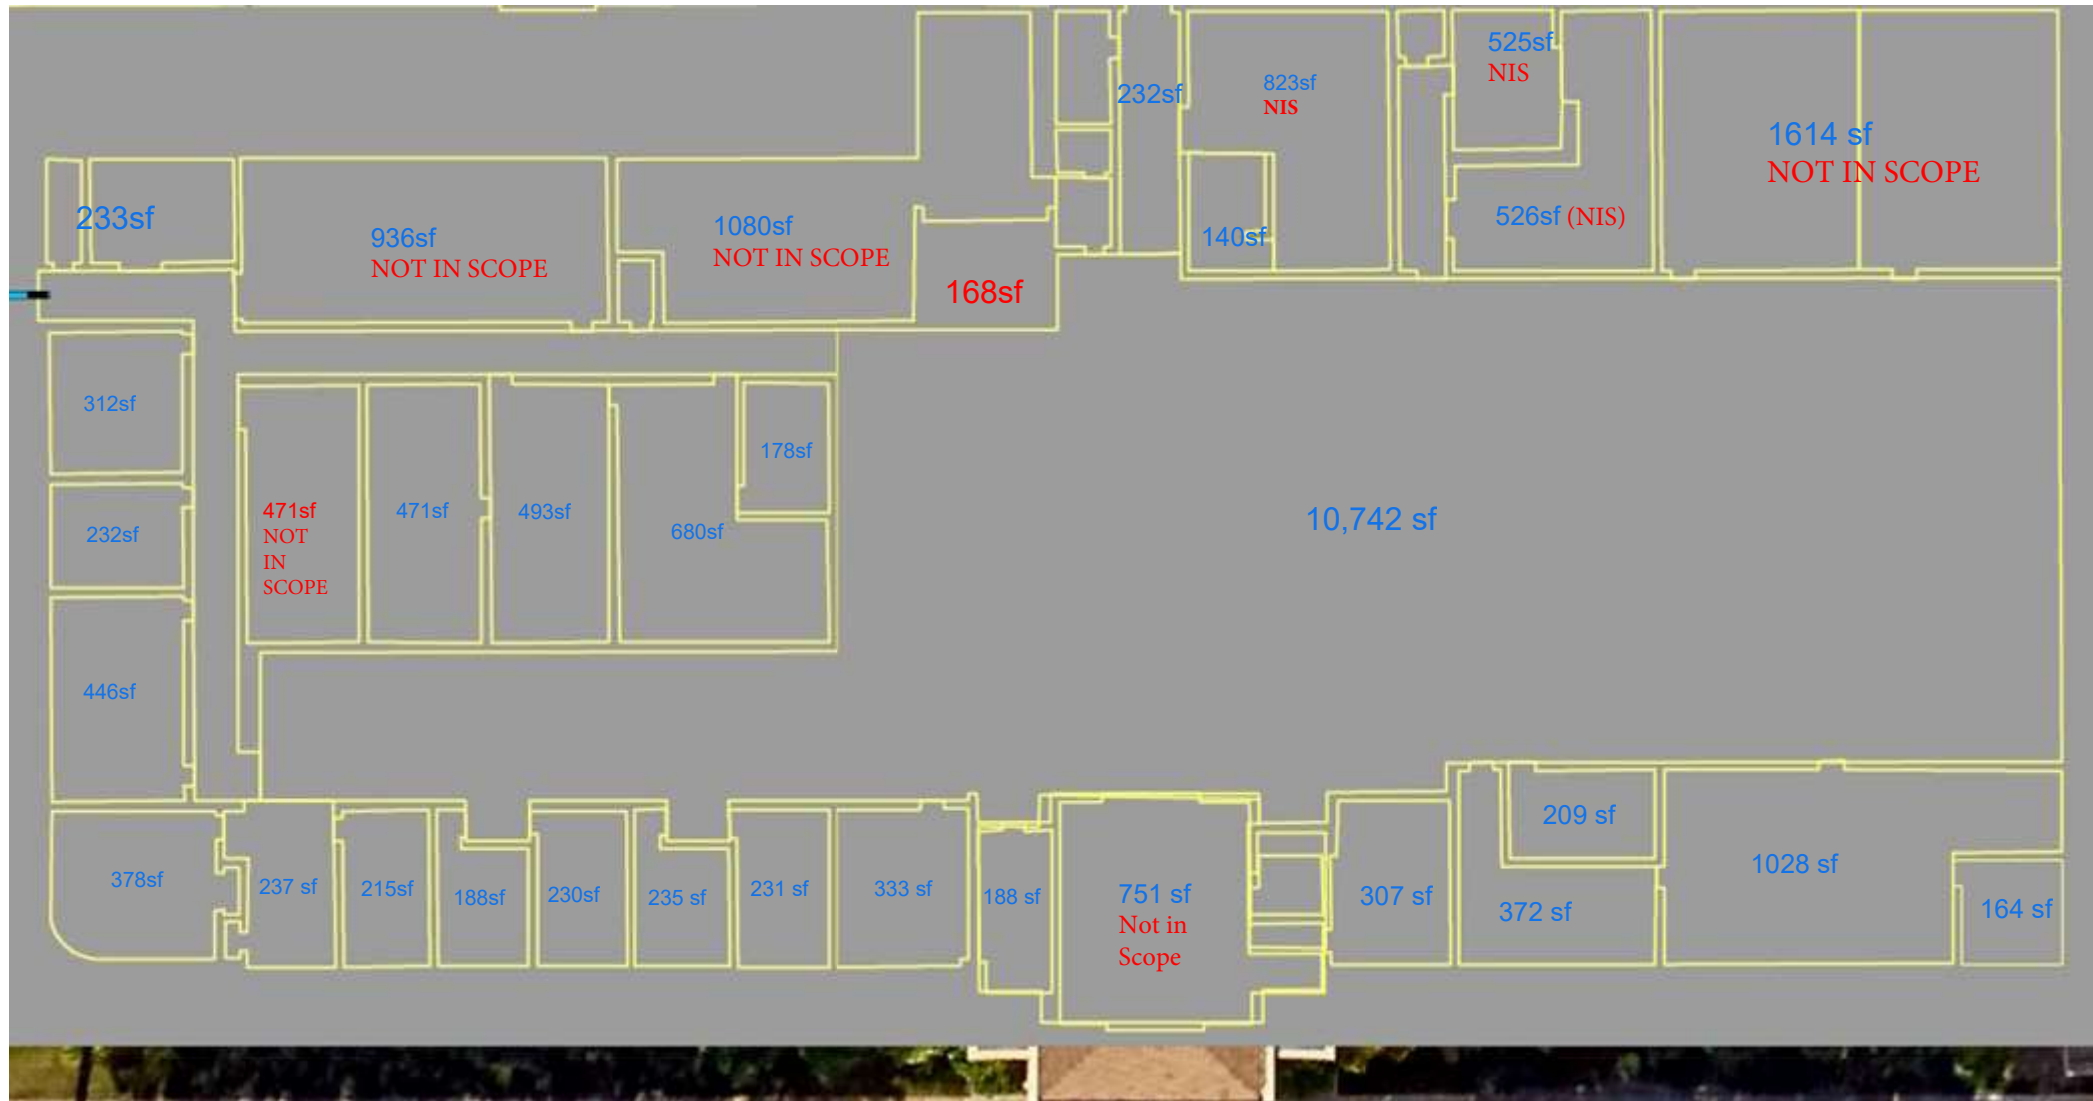 525sf
NIS
823sf
NIS
232sf
1614 sf
NOT IN SCOPE
233sf
936sf
NOT IN SCOPE
1080sf
NOT IN SCOPE
140sf
526sf (NIS)
168sf
312sf
178sf
471sf
NOT
IN
SCOPE
471sf
493sf
680sf
232sf
10,742 sf
446sf
378sf
237 sf
215sf
188sf
230sf
235 sf
231 sf
333 sf
188 sf
751 sf
Not in
Scope
307 sf
372 sf
209 sf
1028 sf
164 sf